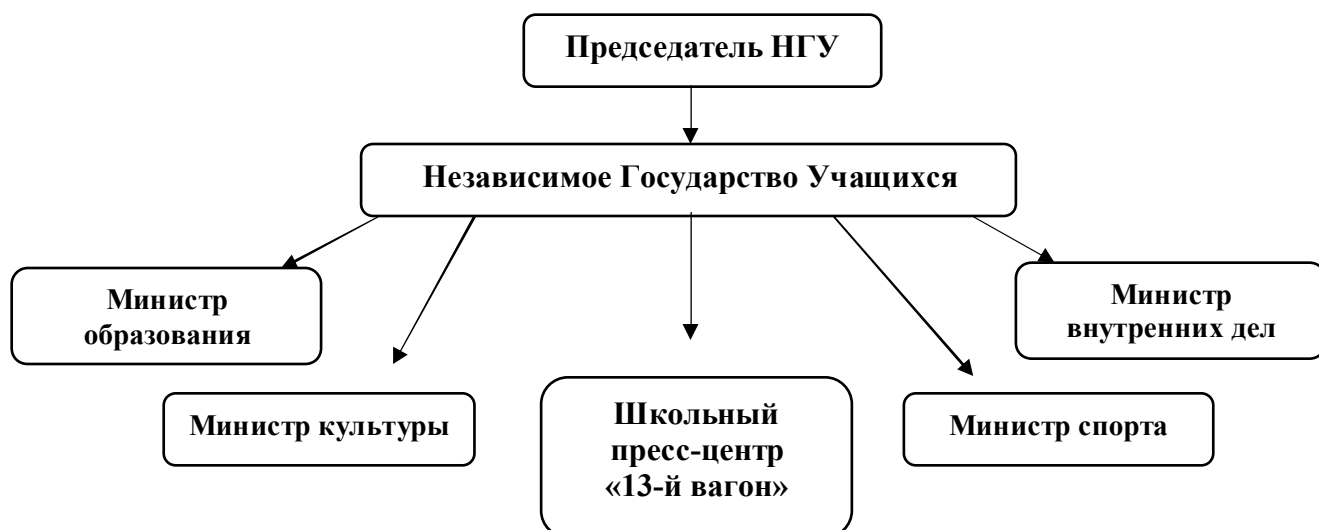 Председатель НГУ
Независимое Государство Учащихся
Министр
образования
Министр
внутренних дел
Министр культуры
Школьный
пресс-центр
«13-й вагон»
Министр спорта